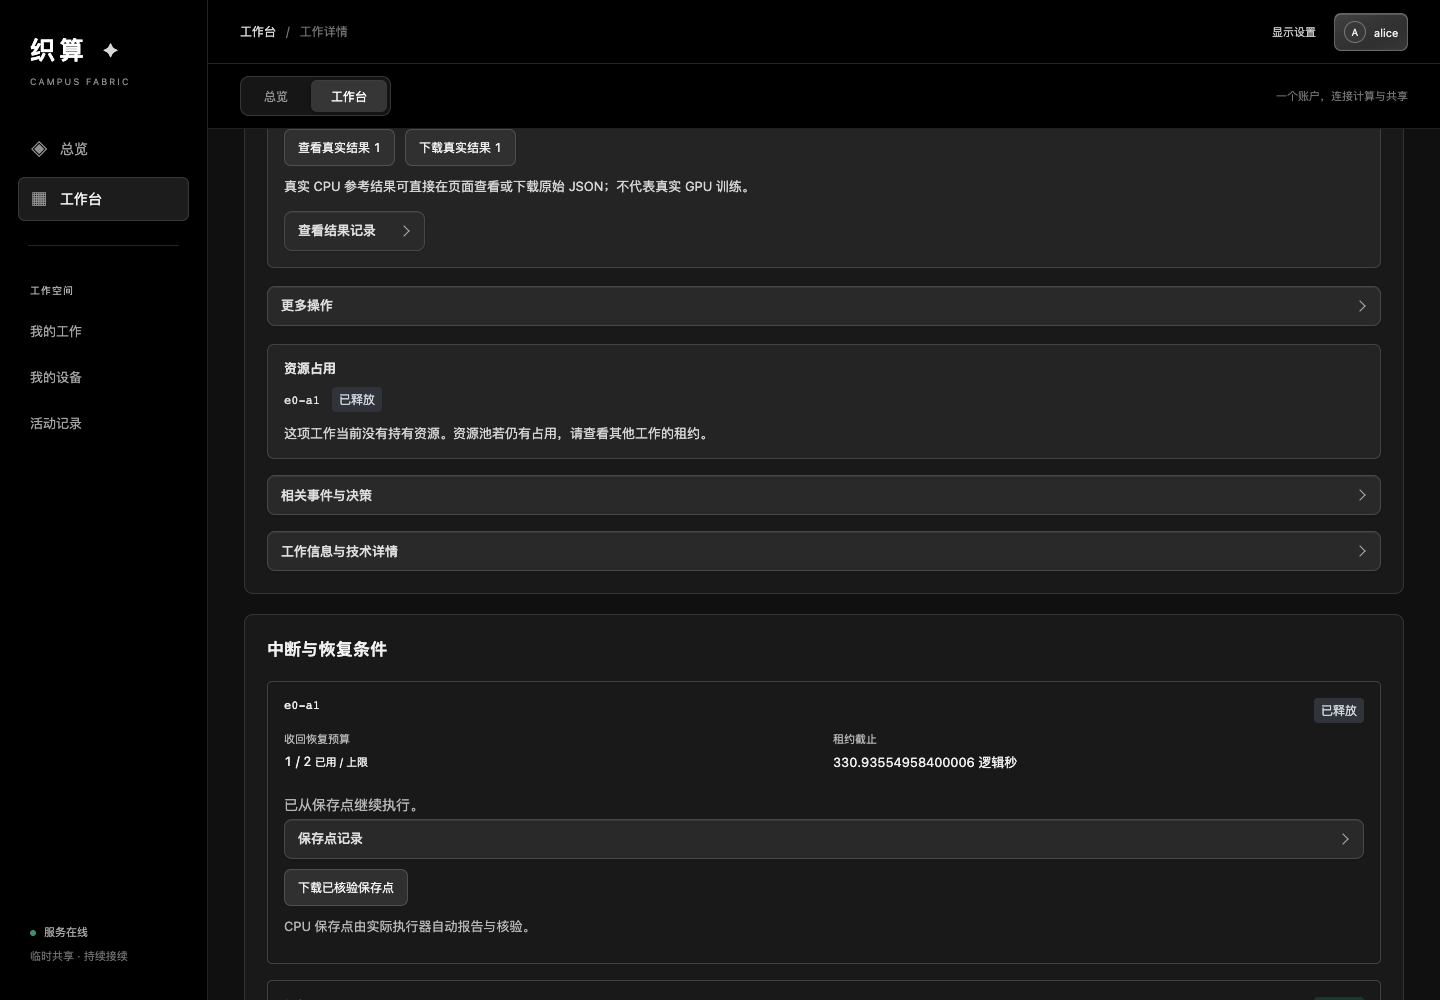 织算
CAMPUS FABRIC
总览
工作台
工作空间
我的工作
我的设备
活动记录
服务在线
临时共享 · 持续接续
工作台 / 工作详情
显示设置
A alice
总览 工作台
一个账户，连接计算与共享
查看真实结果 1 下载真实结果 1
真实 CPU 参考结果可直接在页面查看或下载原始 JSON；不代表真实 GPU 训练。
查看结果记录
更多操作
资源占用
e0-a1 已释放
这项工作当前没有持有资源。资源池若仍有占用，请查看其他工作的租约。
相关事件与决策
工作信息与技术详情
中断与恢复条件
e0-a1 已释放
收回恢复预算 租约截止
1 / 2 已用 / 上限 330.93554958400006 逻辑秒
已从保存点继续执行。
保存点记录
下载已核验保存点
CPU 保存点由实际执行器自动报告与核验。